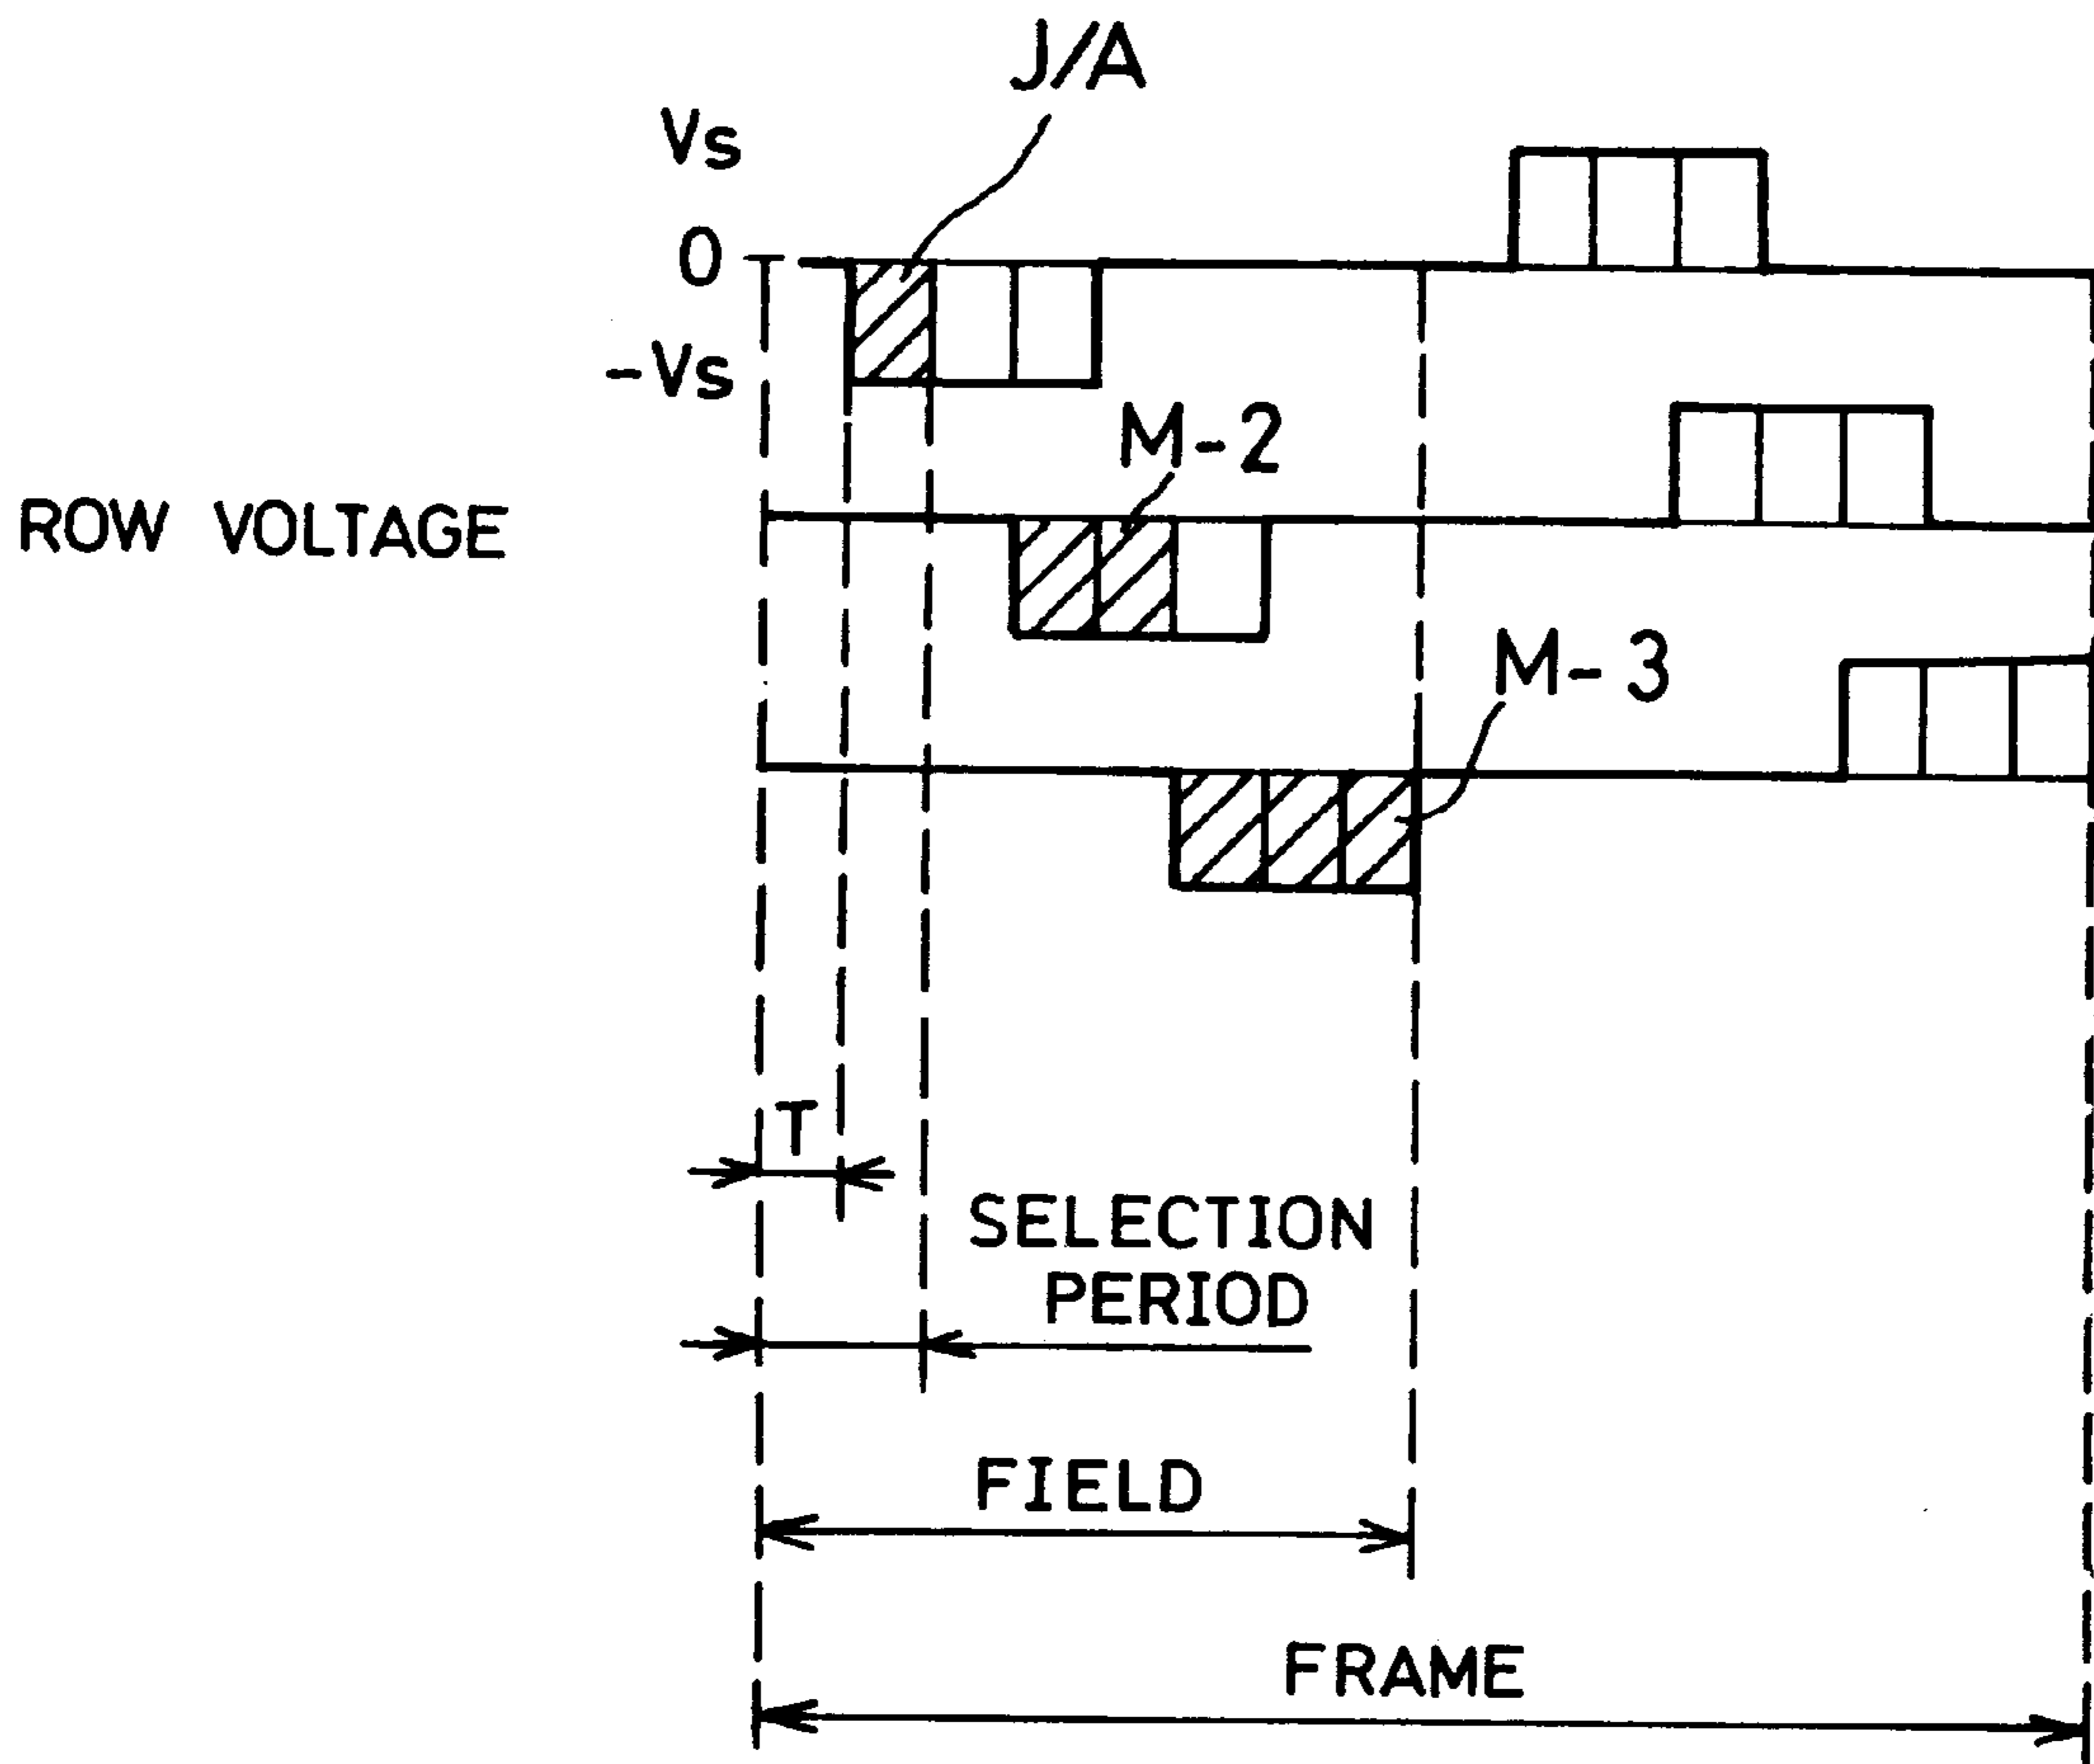 J/A
Vs
0
-Vs
M-2
ROW VOLTAGE
M-3
T
SELECTION
PERIOD
FIELD
FRAME